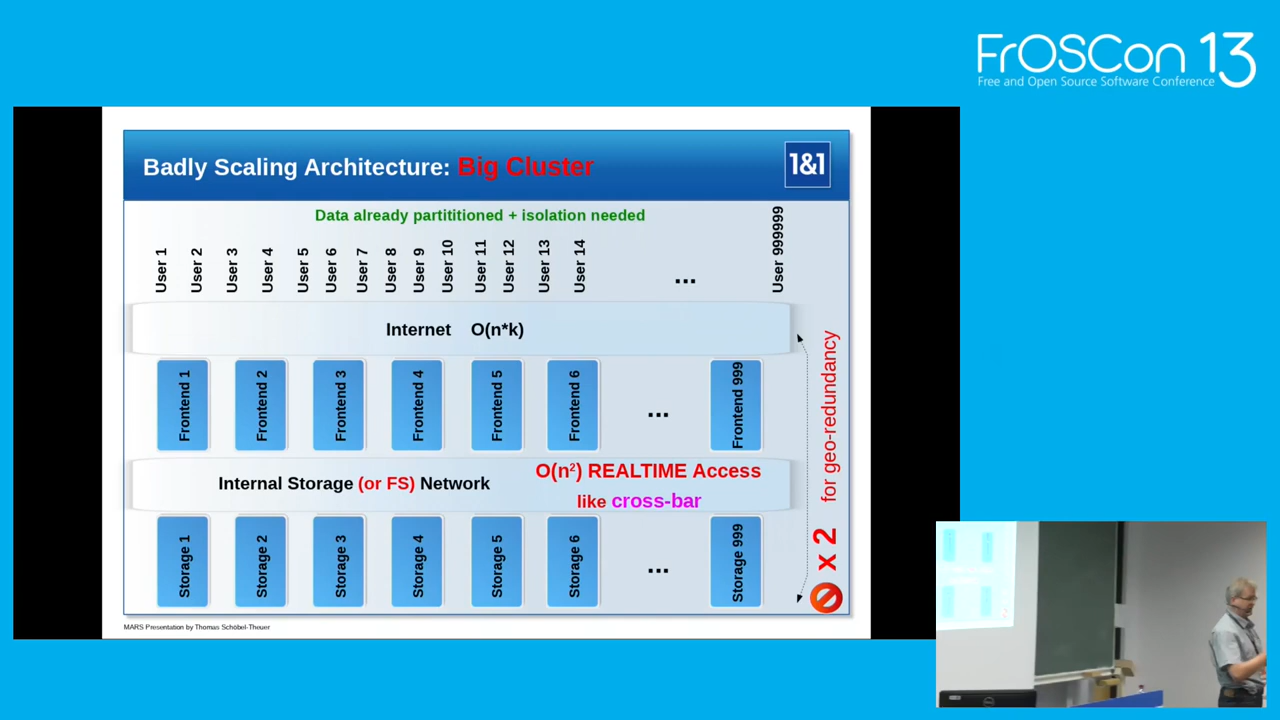 FrOSCon 13
Free and Open Source Software Conference
Badly Scaling Architecture: Big Cluster
1&1
Data already partititioned + isolation needed
User 1
User 2
User 3
User 4
User 5
User 6
User 7
User 8
User 9
User 10
User 11
User 12
User 13
User 14
...
User 999999
Internet O(n*k)
Frontend 1
Frontend 2
Frontend 3
Frontend 4
Frontend 5
Frontend 6
...
Frontend 999
Internal Storage (or FS) Network
O(n²) REALTIME Access
like cross-bar
Storage 1
Storage 2
Storage 3
Storage 4
Storage 5
Storage 6
...
Storage 999
x 2 for geo-redundancy
MARS Presentation by Thomas Schöbel-Theuer